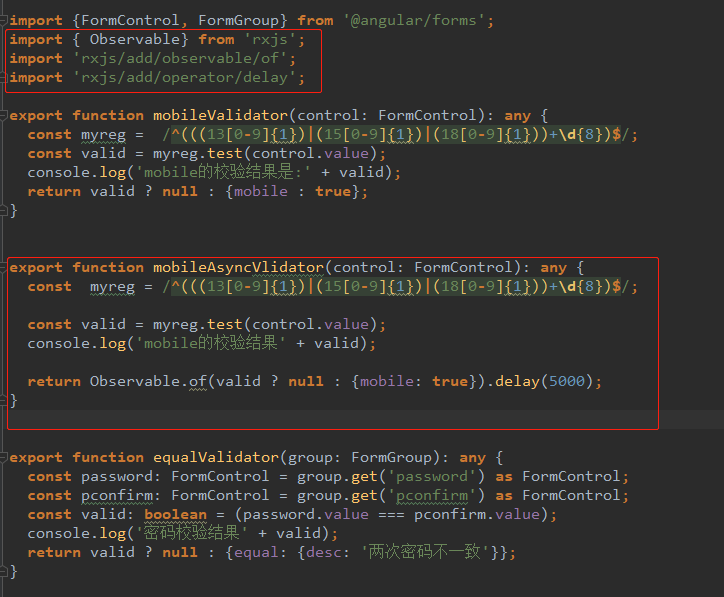 import {FormControl, FormGroup} from '@angular/forms';
import { Observable} from 'rxjs';
import 'rxjs/add/observable/of';
import 'rxjs/add/operator/delay';
export function mobileValidator(control: FormControl): any {
const myreg =  /^(((13[0-9]{1})|(15[0-9]{1})|(18[0-9]{1}))+\d{8})$/;
const valid = myreg.test(control.value);
console.log('mobile的校验结果是:' + valid);
return valid ? null : {mobile : true};
}
export function mobileAsyncVlidator(control: FormControl): any {
const  myreg = /^(((13[0-9]{1})|(15[0-9]{1})|(18[0-9]{1}))+\d{8})$/;
const valid = myreg.test(control.value);
console.log('mobile的校验结果' + valid);
return Observable.of(valid ? null : {mobile: true}).delay(5000);
}
export function equalValidator(group: FormGroup): any {
const password: FormControl = group.get('password') as FormControl;
const pconfirm: FormControl = group.get('pconfirm') as FormControl;
const valid: boolean = (password.value === pconfirm.value);
console.log('密码校验结果' + valid);
return valid ? null : {equal: {desc: '两次密码不一致'}};
}